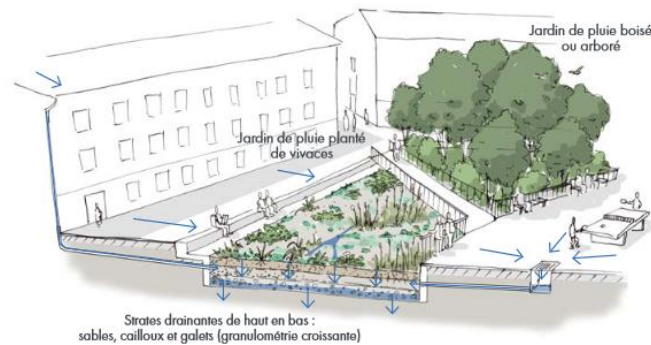 Jardin de pluie boisé
ou arboré
Jardin de pluie planté
de vivaces
Strates drainantes de haut en bas :
sables, cailloux et galets (granulométrie croissante)